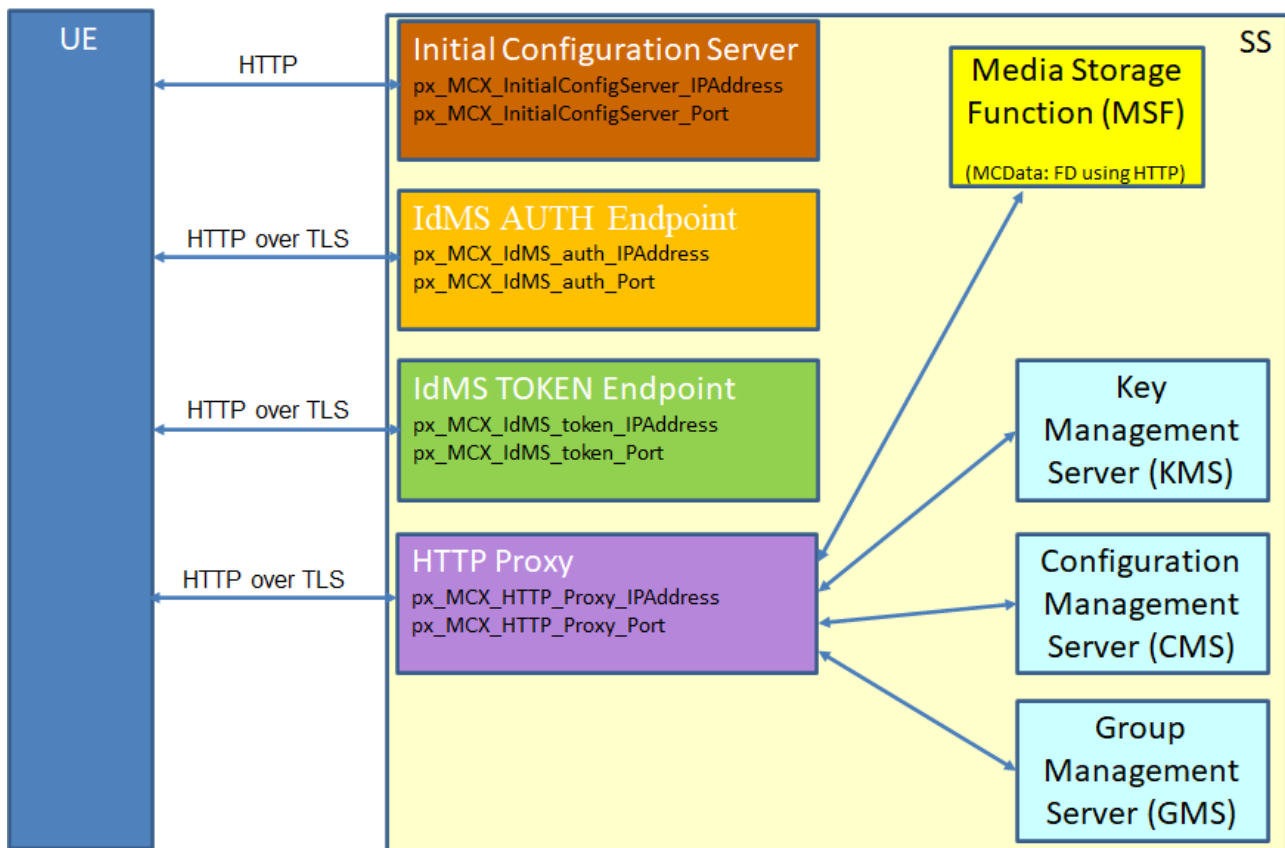 UE
SS
HTTP
Initial Configuration Server
px_MCX_InitialConfigServer_IPAddress
px_MCX_InitialConfigServer_Port
Media Storage
Function (MSF)
(MCData: FD using HTTP)
HTTP over TLS
IdMS AUTH Endpoint
px_MCX_IdMS_auth_IPAddress
px_MCX_IdMS_auth_Port
HTTP over TLS
IdMS TOKEN Endpoint
px_MCX_IdMS_token_IPAddress
px_MCX_IdMS_token_Port
Key
Management
Server (KMS)
HTTP over TLS
HTTP Proxy
px_MCX_HTTP_Proxy_IPAddress
px_MCX_HTTP_Proxy_Port
Configuration
Management
Server (CMS)
Group
Management
Server (GMS)